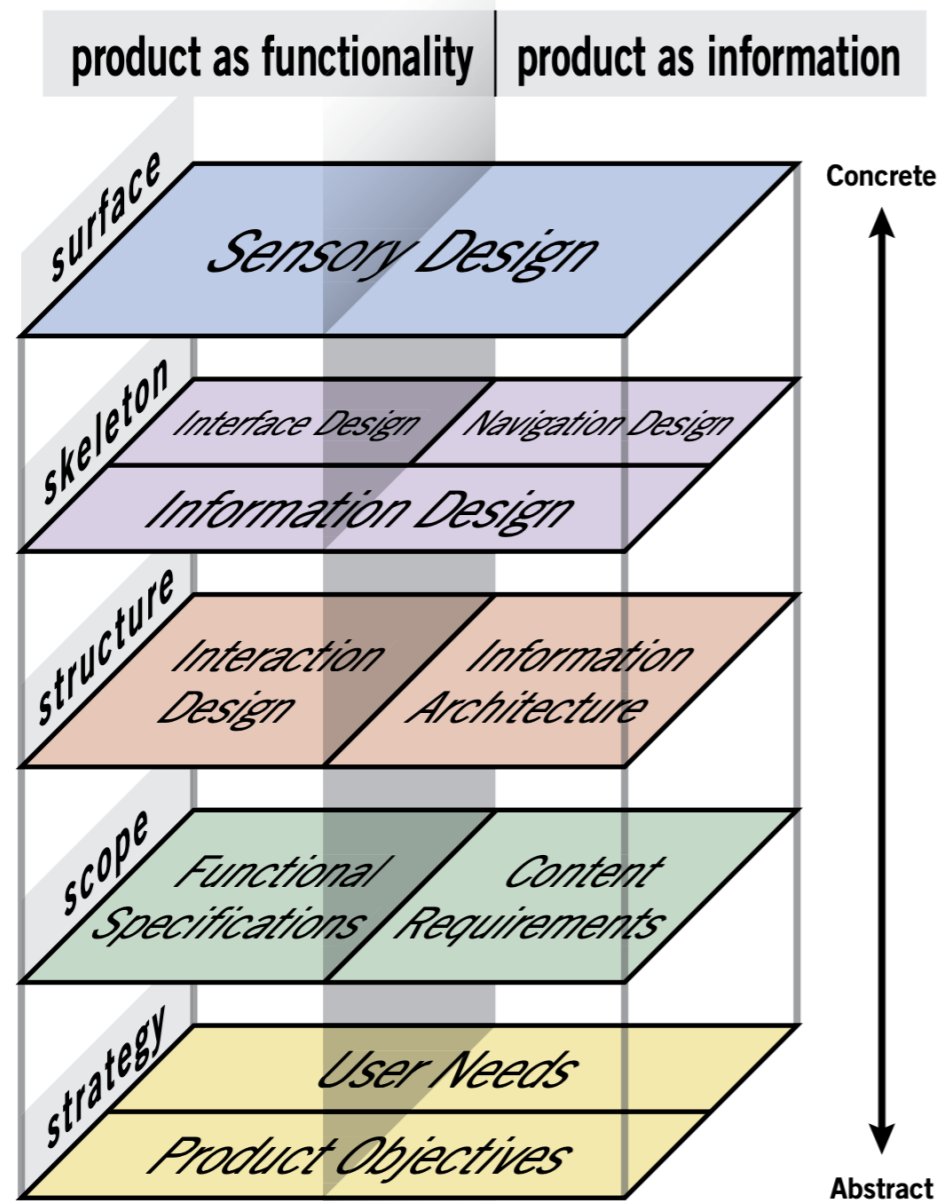 product as functionality
product as information
Concrete
surface
Sensory Design
skeleton
Interface Design
Navigation Design
Information Design
structure
Interaction
Design
Information
Architecture
scope
Functional
Specifications
Content
Requirements
strategy
User Needs
Product Objectives
Abstract